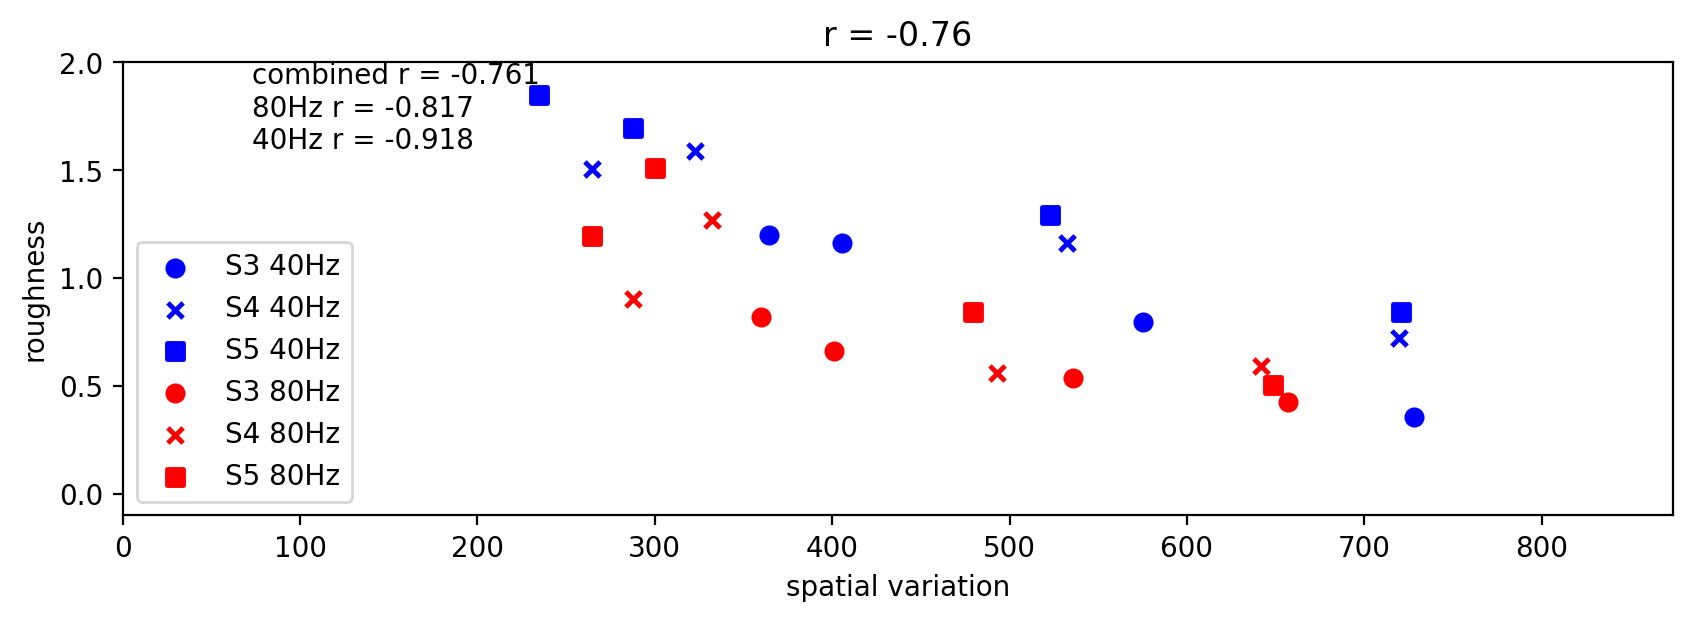 r = -0.76
combined r = -0.761
80Hz r = -0.817
40Hz r = -0.918
2.0
1.5
1.0
0.5
0.0
roughness
S3 40Hz
S4 40Hz
S5 40Hz
S3 80Hz
S4 80Hz
S5 80Hz
0 100 200 300 400 500 600 700 800
spatial variation